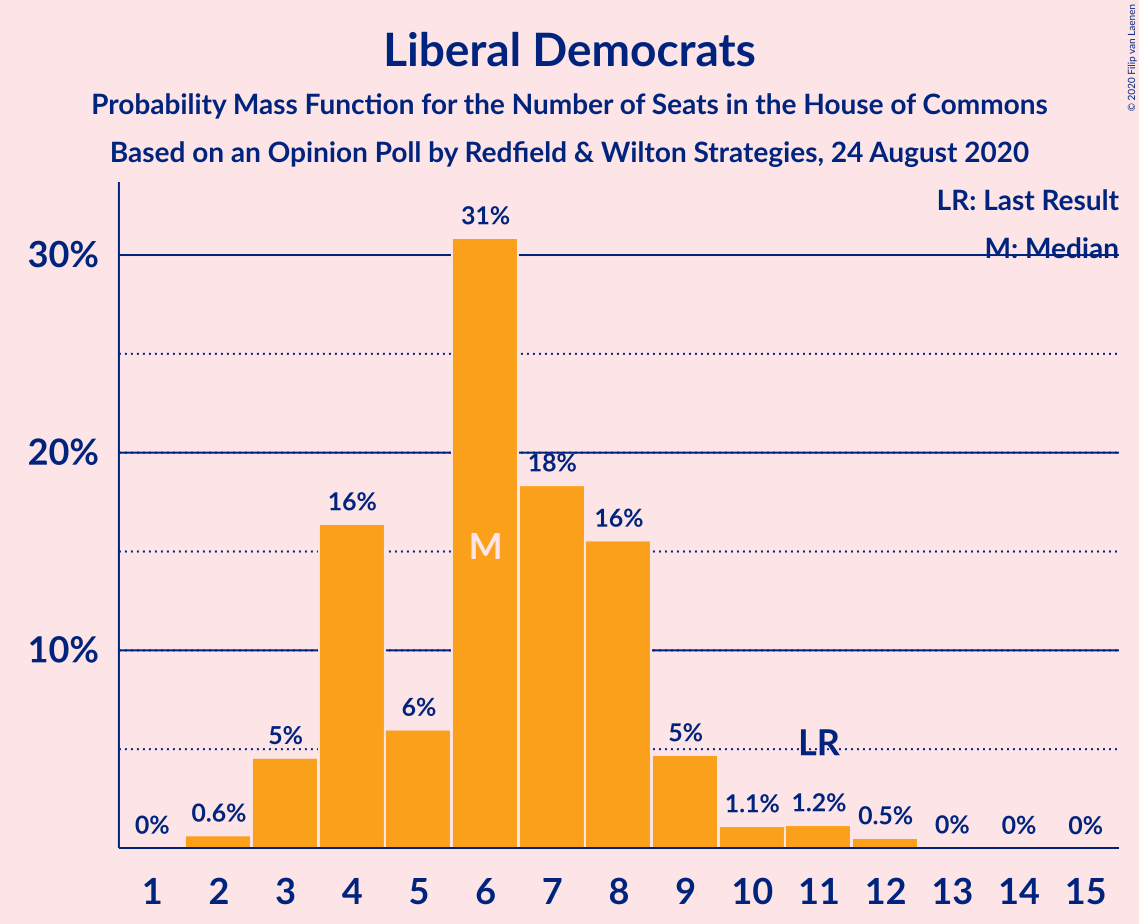 Liberal Democrats
Probability Mass Function for the Number of Seats in the House of Commons
Based on an Opinion Poll by Redfield & Wilton Strategies, 24 August 2020
© 2020 Filip van Laenen
LR: Last Result
M: Median
30%
20%
10%
0%
0.6%
5%
16%
6%
31%
18%
16%
5%
1.1%
1.2%
0.5%
0%
0%
0%
M
LR
1 2 3 4 5 6 7 8 9 10 11 12 13 14 15